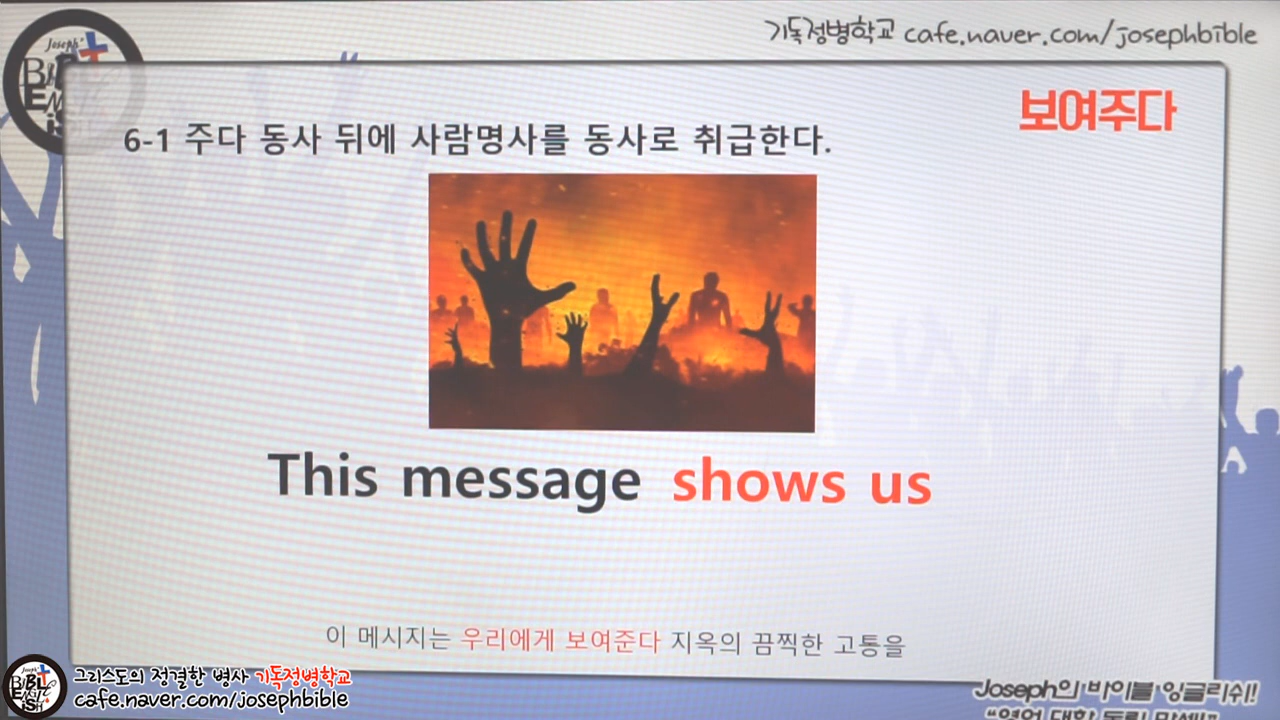 기독정병학교 cafe.naver.com/josephbible
Joseph'
보여주다
6-1 주다 동사 뒤에 사람명사를 동사로 취급한다.
This message shows us
이 메시지는 우리에게 보여준다 지옥의 끔찍한 고통을
그리스도의 정결한 병사 기독정병학교
cafe.naver.com/josephbible
Joseph의 바이블 잉글리쉬!